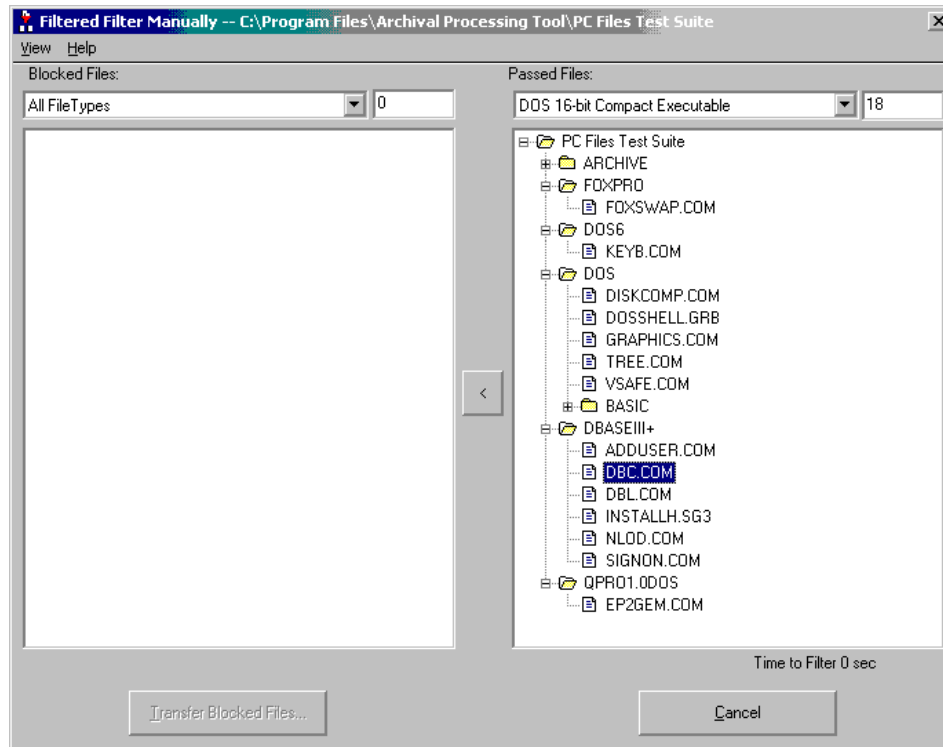 Filtered Filter Manually -- C:\Program Files\Archival Processing Tool\PC Files Test Suite
View Help
Blocked Files:
Passed Files:
All FileTypes
0
DOS 16-bit Compact Executable
18
PC Files Test Suite
ARCHIVE
FOXPRO
FOXSWAP.COM
DOS6
KEYB.COM
DOS
DISKCOMP.COM
DOSSHELL.GRB
GRAPHICS.COM
TREE.COM
VSAFE.COM
BASIC
DBASEIII+
ADDUSER.COM
DBC.COM
DBL.COM
INSTALLH.SG3
NLOD.COM
SIGNON.COM
QPRO1.0DOS
EP2GEM.COM
<
Time to Filter 0 sec
Transfer Blocked Files...
Cancel